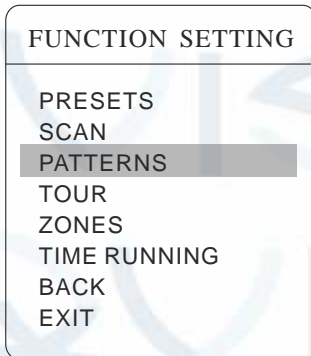 FUNCTION SETTING
PRESETS
SCAN
PATTERNS
TOUR
ZONES
TIME RUNNING
BACK
EXIT